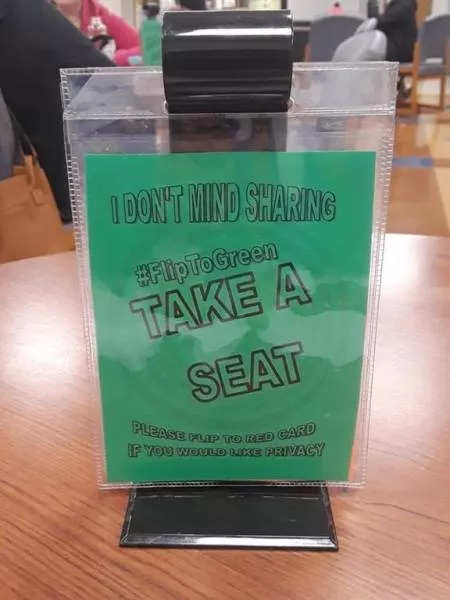 I DON'T MIND SHARING
#FlipToGreen
TAKE A
SEAT
PLEASE FLIP TO RED CARD
IF YOU WOULD LIKE PRIVACY